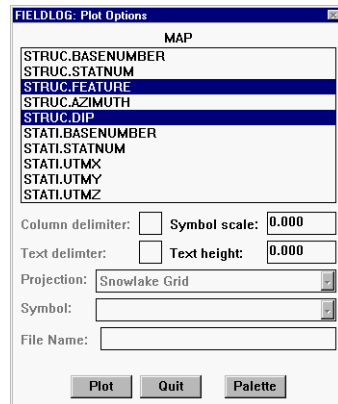 FIELDLOG: Plot Options
MAP
STRUC.BASENUMBER
STRUC.STATNUM
STRUC.FEATURE
STRUC.AZIMUTH
STRUC.DIP
STATI.BASENUMBER
STATI.STATNUM
STATI.UTMX
STATI.UTMY
STATI.UTMZ
Column delimiter: Symbol scale: 0.000
Text delimter: Text height: 0.000
Projection: Snowlake Grid
Symbol:
File Name:
Plot Quit Palette